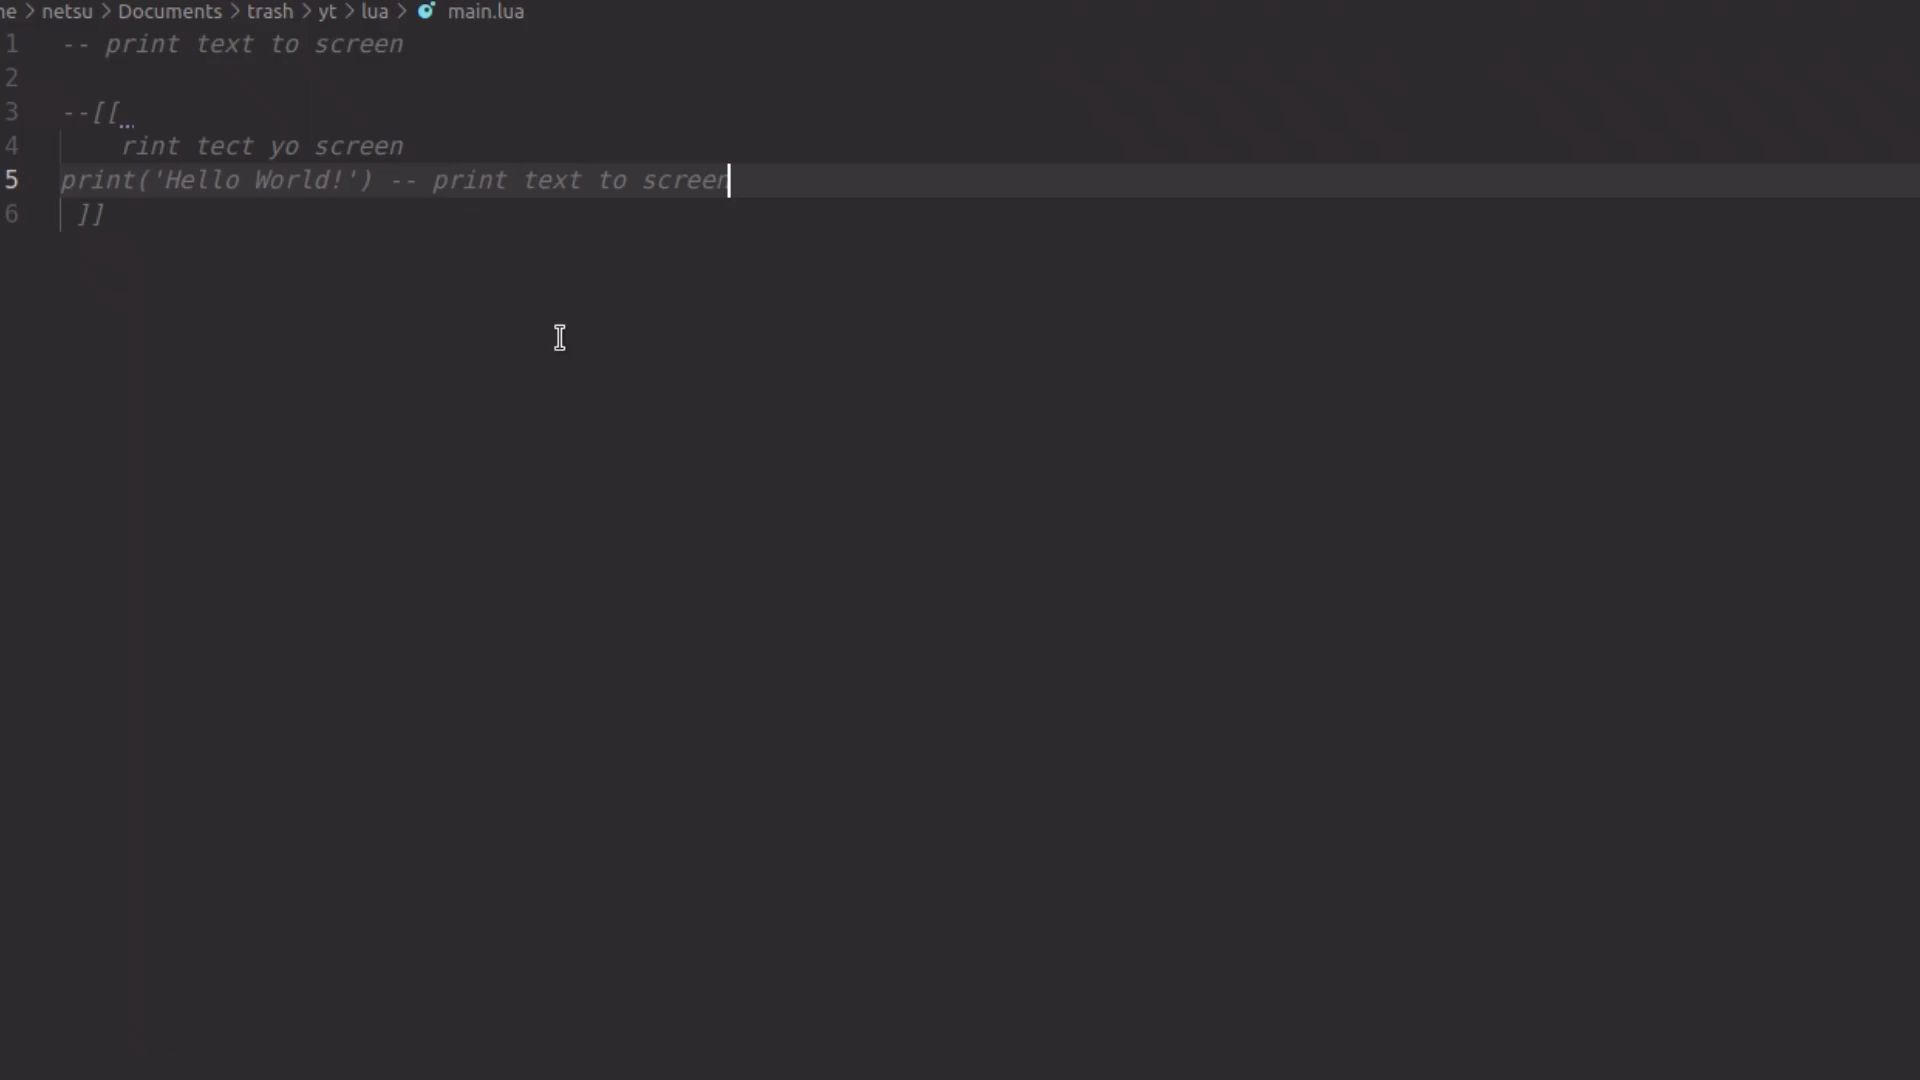 netsu > Documents > trash > yt > lua > main.lua
1 -- print text to screen
2
3 --[[
4 rint tect yo screen
5 print('Hello World!') -- print text to screen
6 ]]